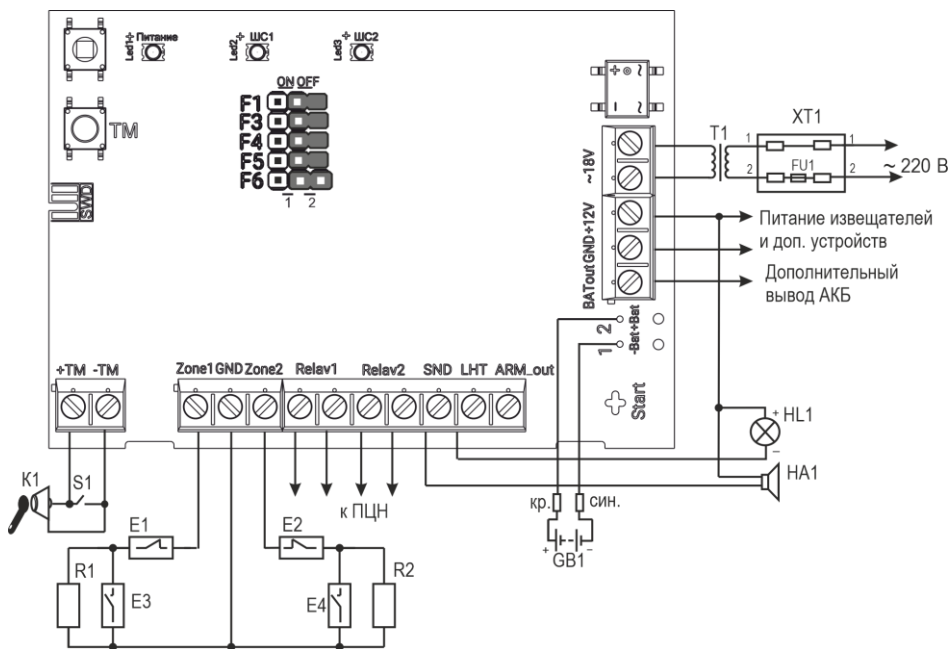 Led1 + Питание
Led2 + ШС1
Led3 + ШС2
ON OFF
F1
F3
F4
F5
F6
1 2
TM
SWD
+ ~
- ~
~18V
+12V
GND
BATout
T1
XT1
1 1
2 FU1 2
~ 220 В
Питание извещателей
и доп. устройств
Дополнительный
вывод АКБ
2 +Bat
1 -Bat
Start
+TM -TM
Zone1 GND Zone2 Relav1 Relav2 SND LHT ARM_out
K1 S1
к ПЦН
кр. син.
+ GB1 -
+ HL1
-
HA1
E1
E2
R1
E3
E4
R2